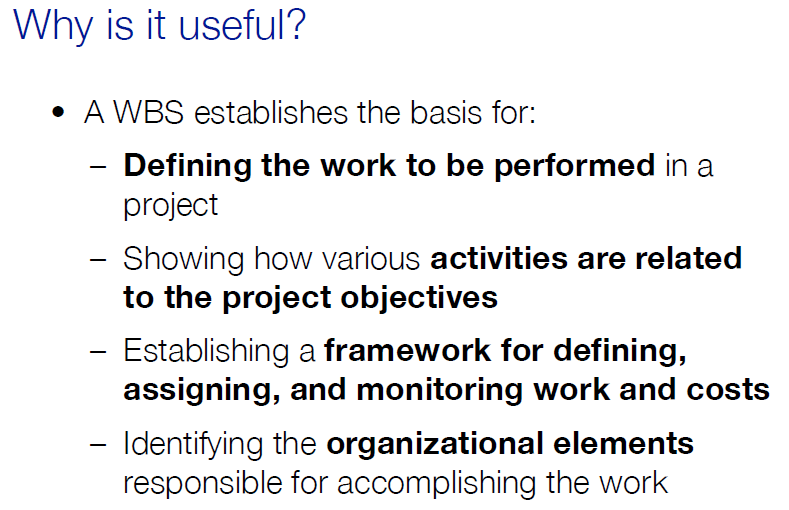 Why is it useful?
• A WBS establishes the basis for:
– Defining the work to be performed in a
project
– Showing how various activities are related
to the project objectives
– Establishing a framework for defining,
assigning, and monitoring work and costs
– Identifying the organizational elements
responsible for accomplishing the work